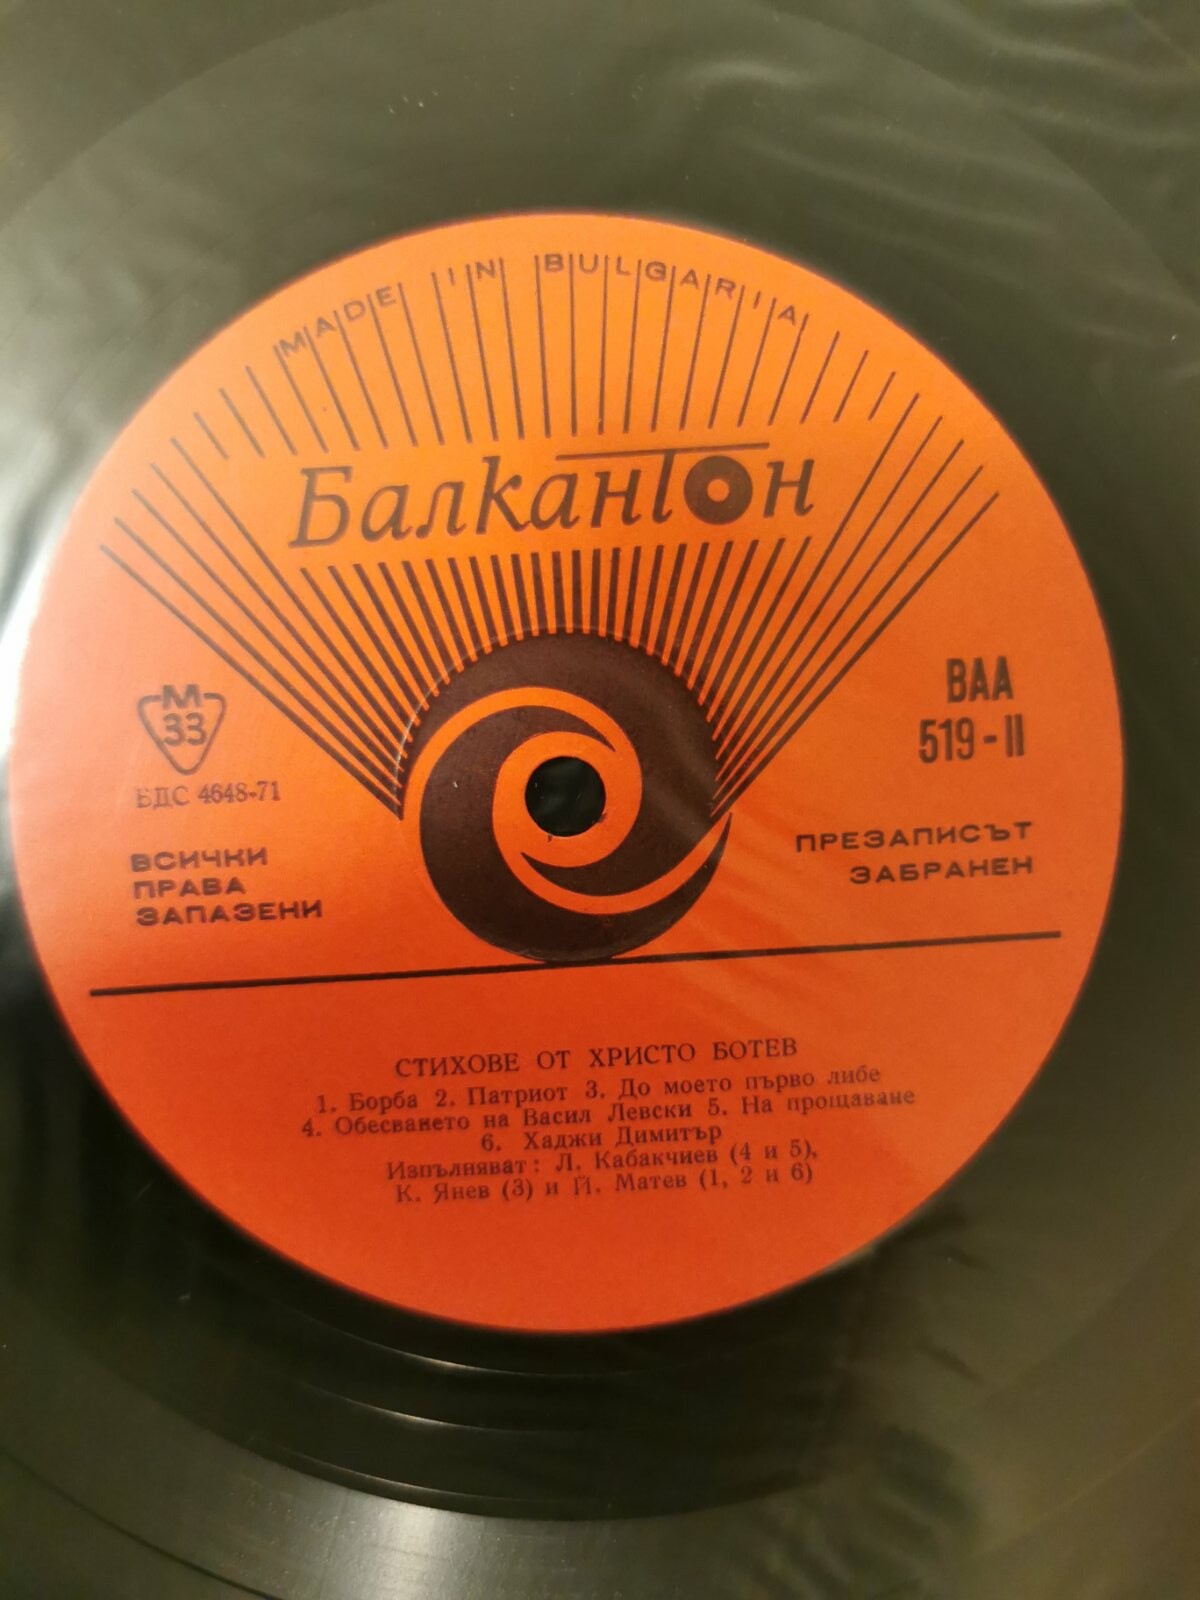 MADE IN BULGARIA
Балкантон
М
33
БДС 4648-71
ВСИЧКИ
ПРАВА
ЗАПАЗЕНИ
ВАА
519-II
ПРЕЗАПИСЪТ
ЗАБРАНЕН
СТИХОВЕ ОТ ХРИСТО БОТЕВ
1. Борба 2. Патриот 3. До моето първо либе
4. Обесването на Васил Левски 5. На прощаване
6. Хаджи Димитър
Изпълняват: Л. Кабакчиев (4 и 5),
К. Янев (3) и Й. Матев (1, 2 и 6)